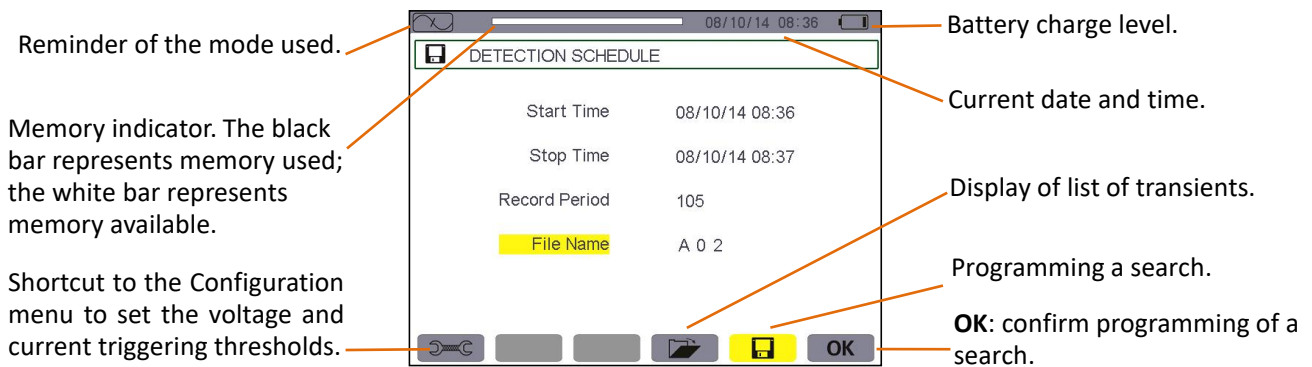 Reminder of the mode used.
Memory indicator. The black
bar represents memory used;
the white bar represents
memory available.
Shortcut to the Configuration
menu to set the voltage and
current triggering thresholds.
08/10/14 08:36
DETECTION SCHEDULE
Start Time 08/10/14 08:36
Stop Time 08/10/14 08:37
Record Period 105
File Name A 0 2
OK
Battery charge level.
Current date and time.
Display of list of transients.
Programming a search.
OK: confirm programming of a
search.